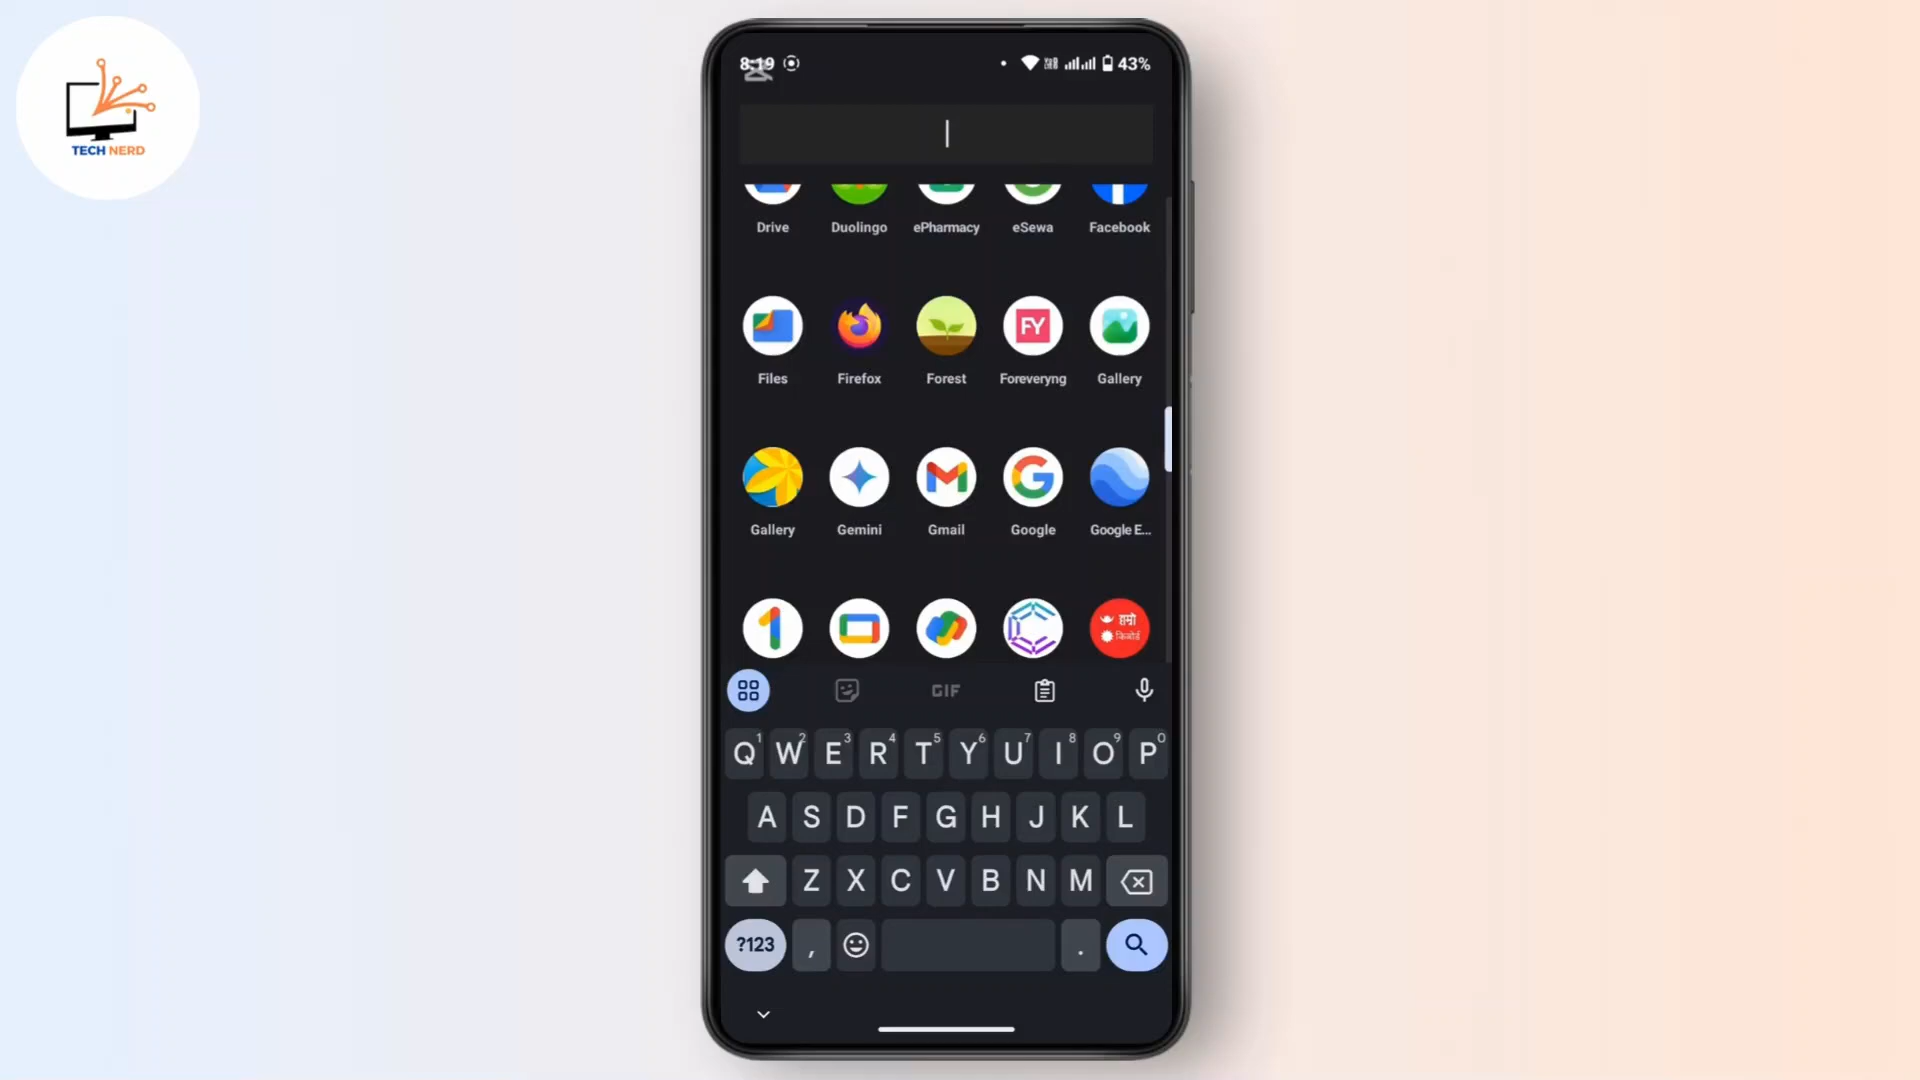 TECH NERD
8:19
43%
Drive Duolingo ePharmacy eSewa Facebook
FY
Files Firefox Forest Foreveryng Gallery
Gallery Gemini Gmail Google Google E...
हाम्रो
किबोर्ड
GIF
Q1 W2 E3 R4 T5 Y6 U7 I8 O9 P0
A S D F G H J K L
Z X C V B N M
?123 , .